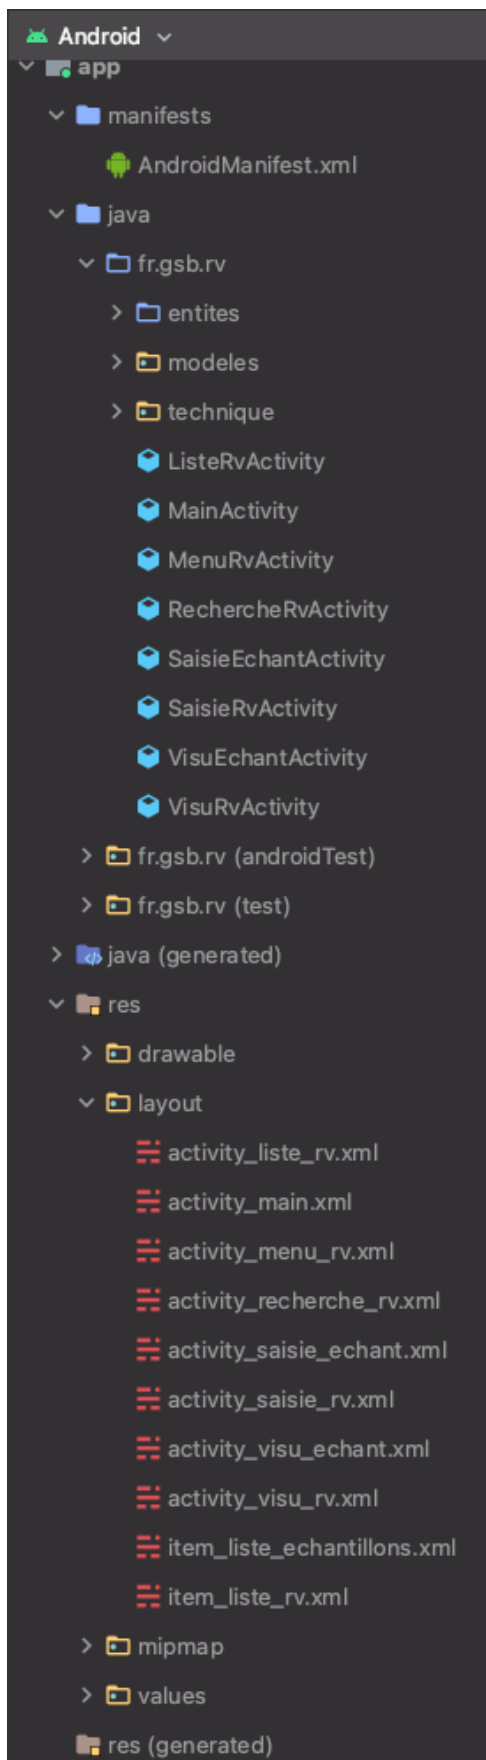 Android
app
manifests
AndroidManifest.xml
java
fr.gsb.rv
entites
modeles
technique
ListeRvActivity
MainActivity
MenuRvActivity
RechercheRvActivity
SaisieEchantActivity
SaisieRvActivity
VisuEchantActivity
VisuRvActivity
fr.gsb.rv (androidTest)
fr.gsb.rv (test)
java (generated)
res
drawable
layout
activity_liste_rv.xml
activity_main.xml
activity_menu_rv.xml
activity_recherche_rv.xml
activity_saisie_echant.xml
activity_saisie_rv.xml
activity_visu_echant.xml
activity_visu_rv.xml
item_liste_echantillons.xml
item_liste_rv.xml
mipmap
values
res (generated)